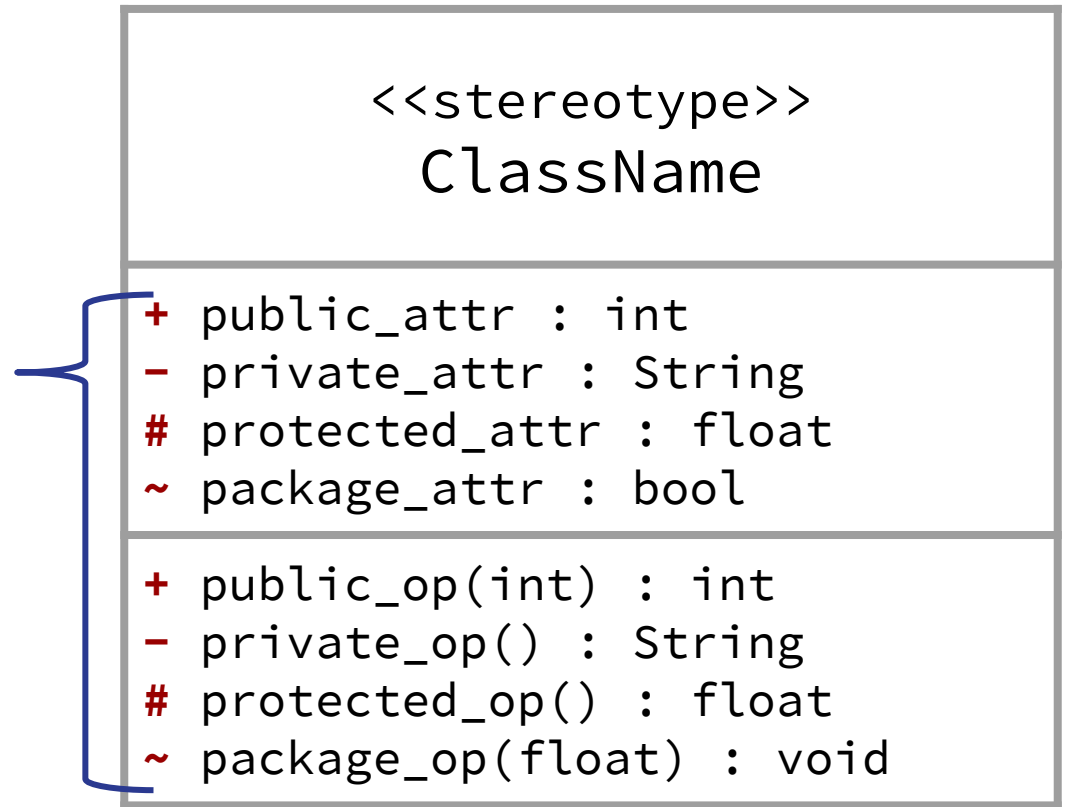 <<stereotype>>
ClassName
+ public_attr : int
- private_attr : String
# protected_attr : float
~ package_attr : bool
+ public_op(int) : int
- private_op() : String
# protected_op() : float
~ package_op(float) : void